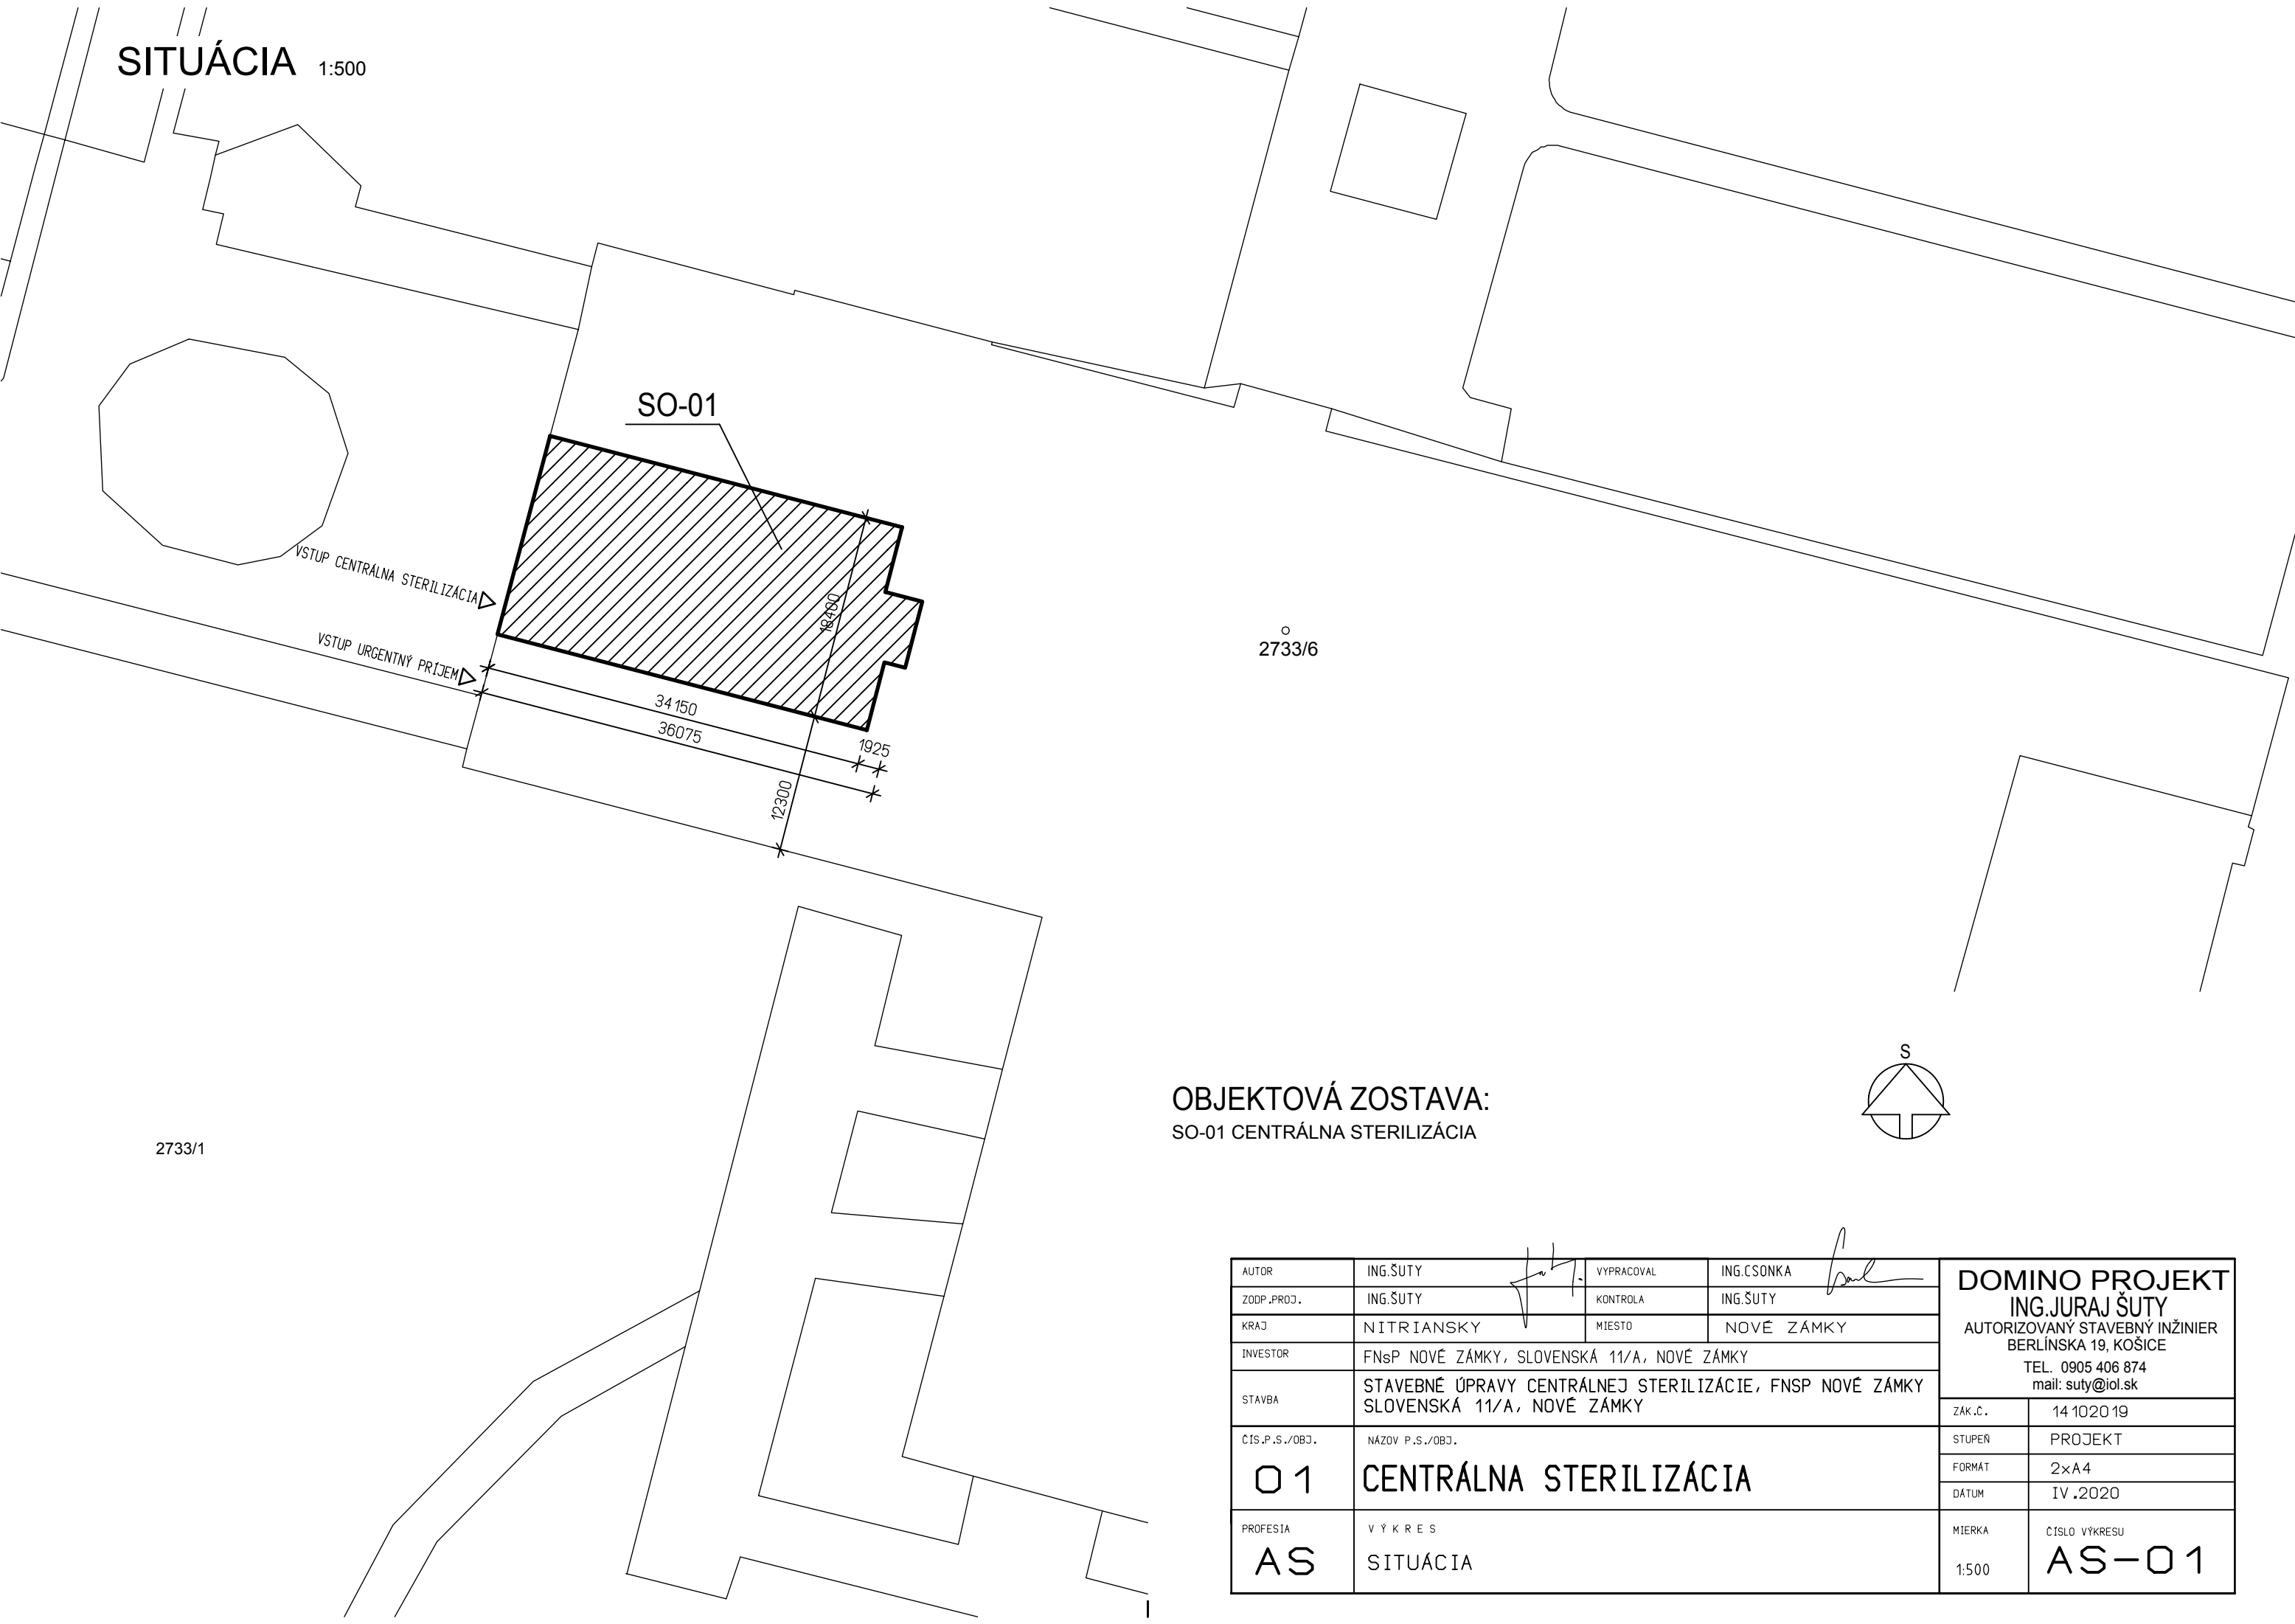 SITUÁCIA 1:500
SO-01
VSTUP CENTRÁLNA STERILIZÁCIA
VSTUP URGENTNÝ PRÍJEM
18400
34150
36075
1925
12300
2733/6
2733/1
S
OBJEKTOVÁ ZOSTAVA:
SO-01 CENTRÁLNA STERILIZÁCIA
AUTOR ING.ŠUTY VYPRACOVAL ING.CSONKA
ZODP.PROJ. ING.ŠUTY KONTROLA ING.ŠUTY
KRAJ NITRIANSKY MIESTO NOVÉ ZÁMKY
INVESTOR FNsP NOVÉ ZÁMKY, SLOVENSKÁ 11/A, NOVÉ ZÁMKY
STAVBA STAVEBNÉ ÚPRAVY CENTRÁLNEJ STERILIZÁCIE, FNSP NOVÉ ZÁMKY
SLOVENSKÁ 11/A, NOVÉ ZÁMKY
ČÍS.P.S./OBJ. NÁZOV P.S./OBJ.
01 CENTRÁLNA STERILIZÁCIA
PROFESIA VÝKRES
AS SITUÁCIA
DOMINO PROJEKT
ING.JURAJ ŠUTY
AUTORIZOVANÝ STAVEBNÝ INŽINIER
BERLÍNSKA 19, KOŠICE
TEL. 0905 406 874
mail: suty@iol.sk
ZÁK.Č. 14102019
STUPEŇ PROJEKT
FORMÁT 2xA4
DÁTUM IV.2020
MIERKA ČÍSLO VÝKRESU
1:500 AS-01